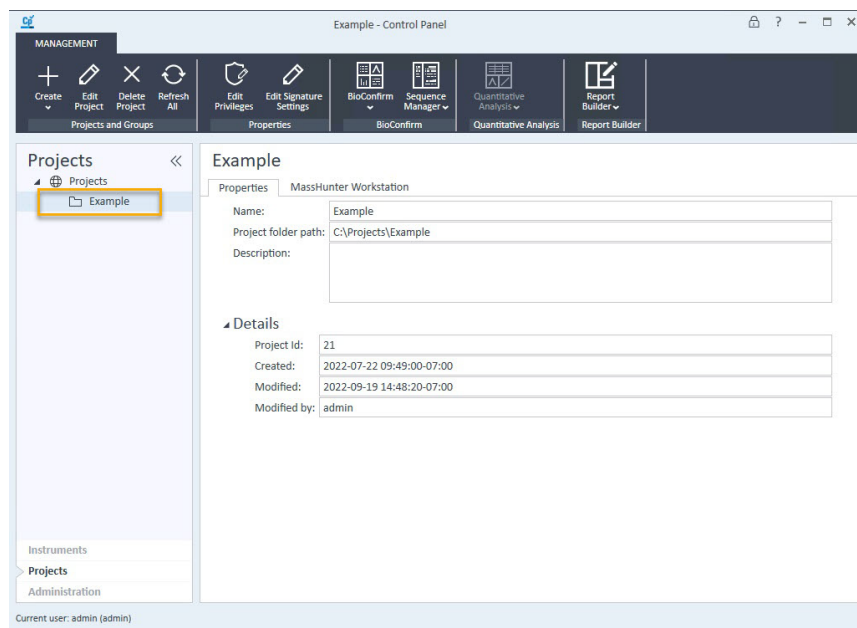 Cp
Example - Control Panel
?
MANAGEMENT
Create
Edit Project
Delete Project
Refresh All
Edit Privileges
Edit Signature Settings
BioConfirm
Sequence Manager
Quantitative Analysis
Report Builder
Projects and Groups
Properties
BioConfirm
Quantitative Analysis
Report Builder
Projects
Projects
Example
Example
Properties
MassHunter Workstation
Name: Example
Project folder path: C:\Projects\Example
Description:
Details
Project Id: 21
Created: 2022-07-22 09:49:00-07:00
Modified: 2022-09-19 14:48:20-07:00
Modified by: admin
Instruments
Projects
Administration
Current user: admin (admin)